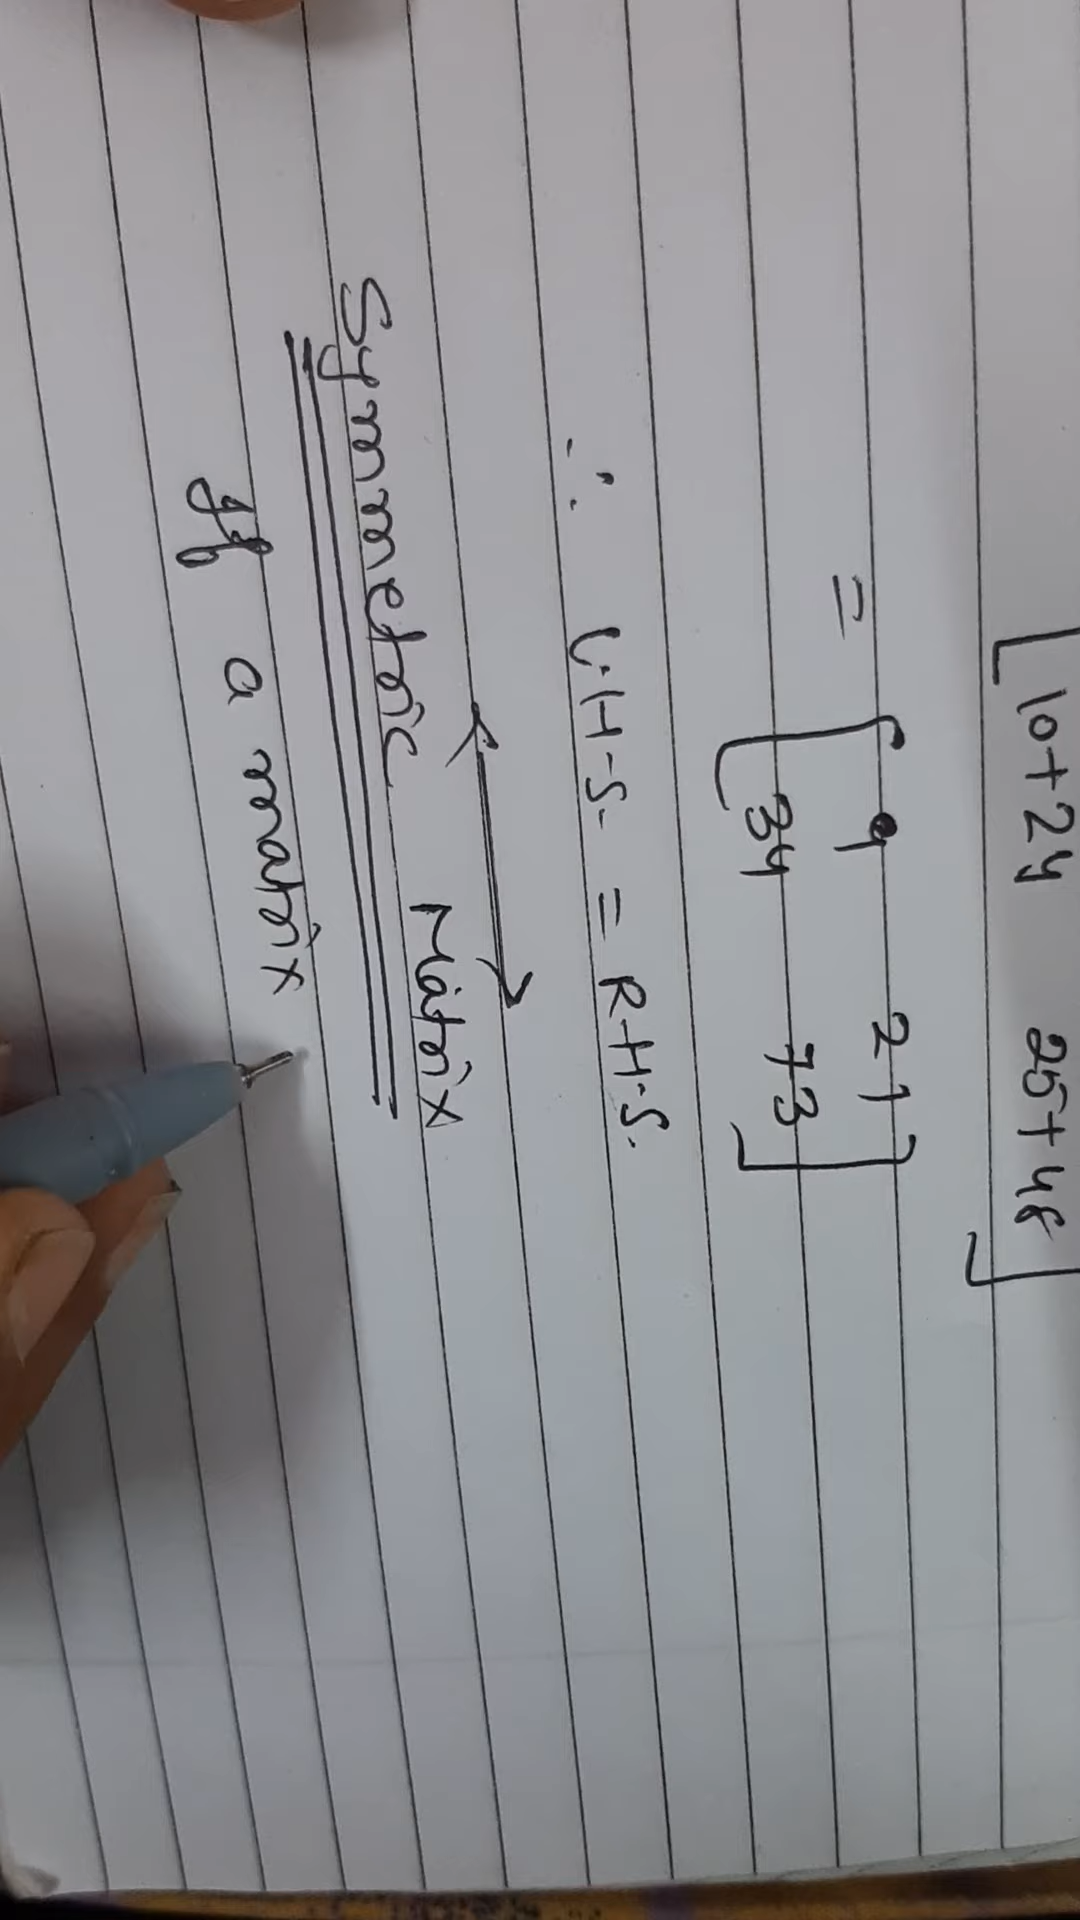 10+24 25+48
= 9 21
34 73
∴ L.H.S. = R.H.S.
Symmetric Matrix
If a matrix